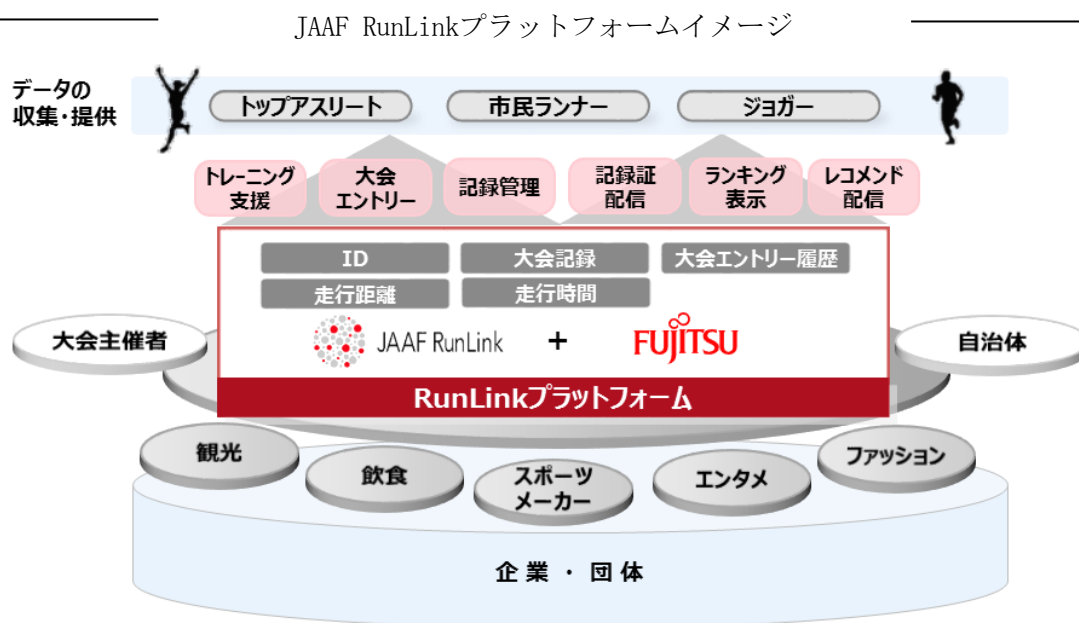 JAAF RunLinkプラットフォームイメージ
データの
収集・提供
トップアスリート
市民ランナー
ジョガー
トレーニング
支援
大会
エントリー
記録管理
記録証
配信
ランキング
表示
レコメンド
配信
ID
大会記録
大会エントリー履歴
走行距離
走行時間
大会主催者
JAAF RunLink
+
FUJITSU
自治体
RunLinkプラットフォーム
観光
飲食
スポーツ
メーカー
エンタメ
ファッション
企業・団体